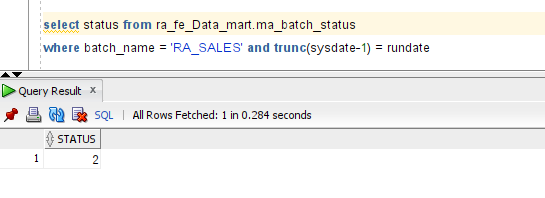 select status from ra_fe_Data_mart.ma_batch_status
where batch_name = 'RA_SALES' and trunc(sysdate-1) = rundate
Query Result x
SQL | All Rows Fetched: 1 in 0.284 seconds
STATUS
1 2